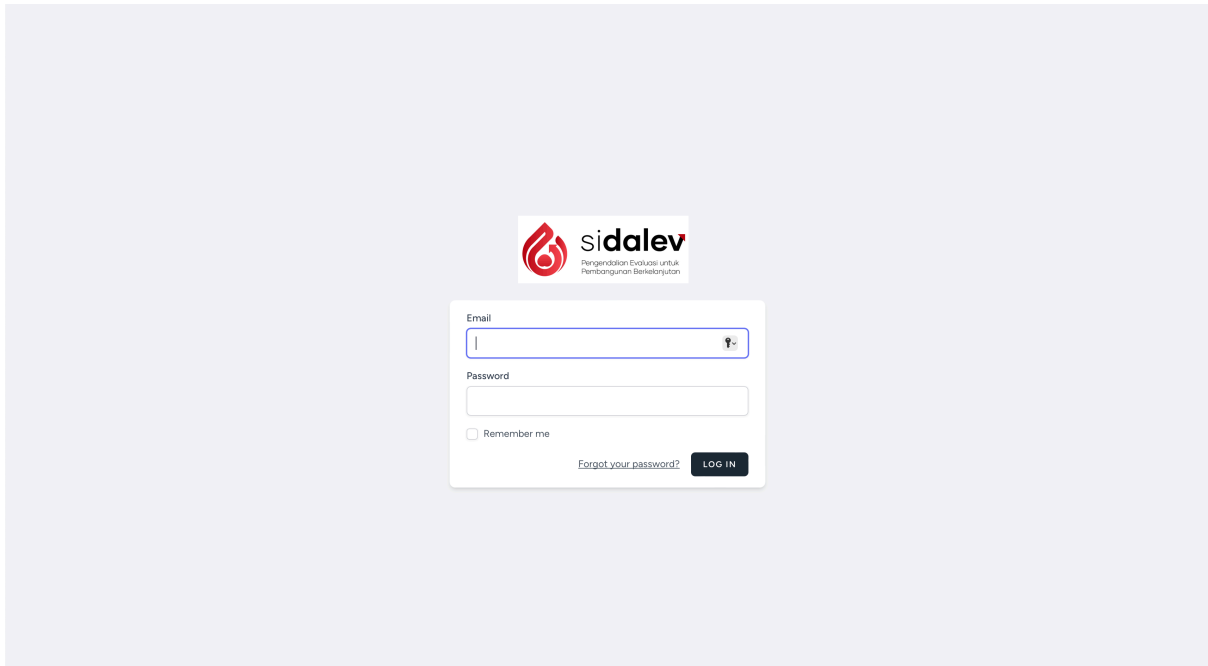 sidalev
Pengendalian Evaluasi untuk
Pembangunan Berkelanjutan
Email
Password
Remember me
Forgot your password? LOG IN